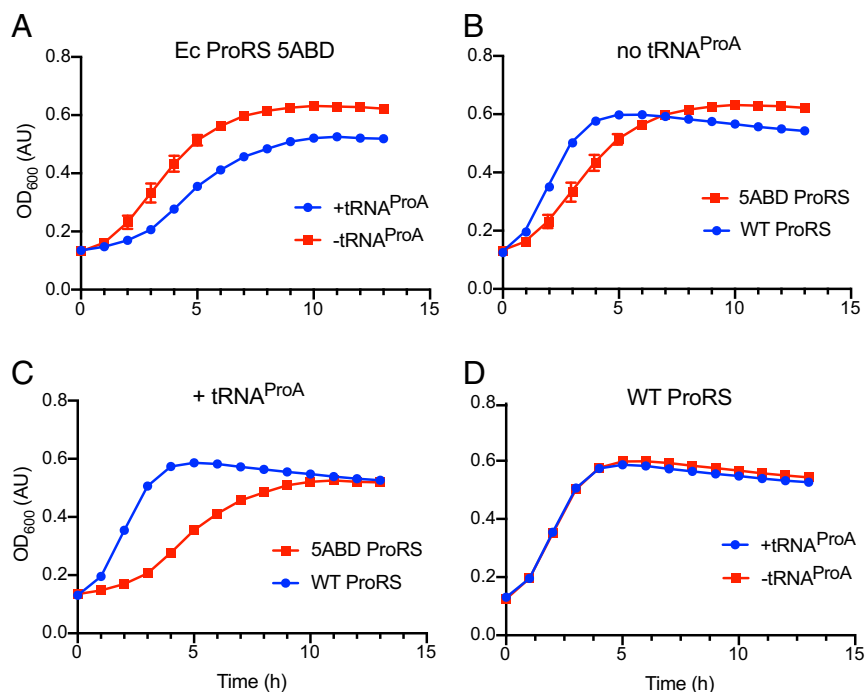 A
Ec ProRS 5ABD
OD600 (AU)
0.8
0.6
0.4
0.2
0.0
0 5 10 15
+tRNAProA
-tRNAProA
B
no tRNAProA
0.8
0.6
0.4
0.2
0.0
0 5 10 15
5ABD ProRS
WT ProRS
C
+ tRNAProA
OD600 (AU)
0.8
0.6
0.4
0.2
0.0
0 5 10 15
Time (h)
5ABD ProRS
WT ProRS
D
WT ProRS
0.8
0.6
0.4
0.2
0.0
0 5 10 15
Time (h)
+tRNAProA
-tRNAProA